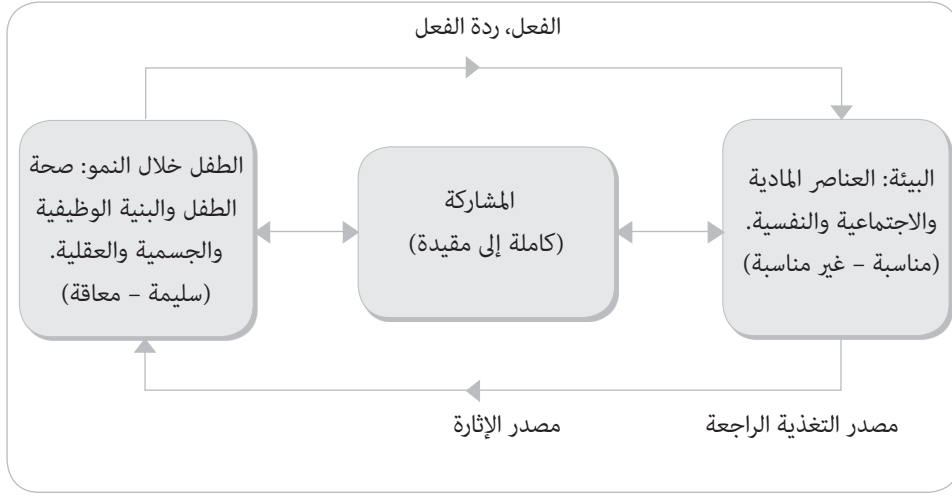 الفعل، ردة الفعل
البيئة: العناصر المادية
والاجتماعية والنفسية.
(مناسبة – غير مناسبة)
المشاركة
(كاملة إلى مقيدة)
الطفل خلال النمو: صحة
الطفل والبنية الوظيفية
والجسمية والعقلية.
(سليمة – معاقة)
مصدر التغذية الراجعة
مصدر الإثارة